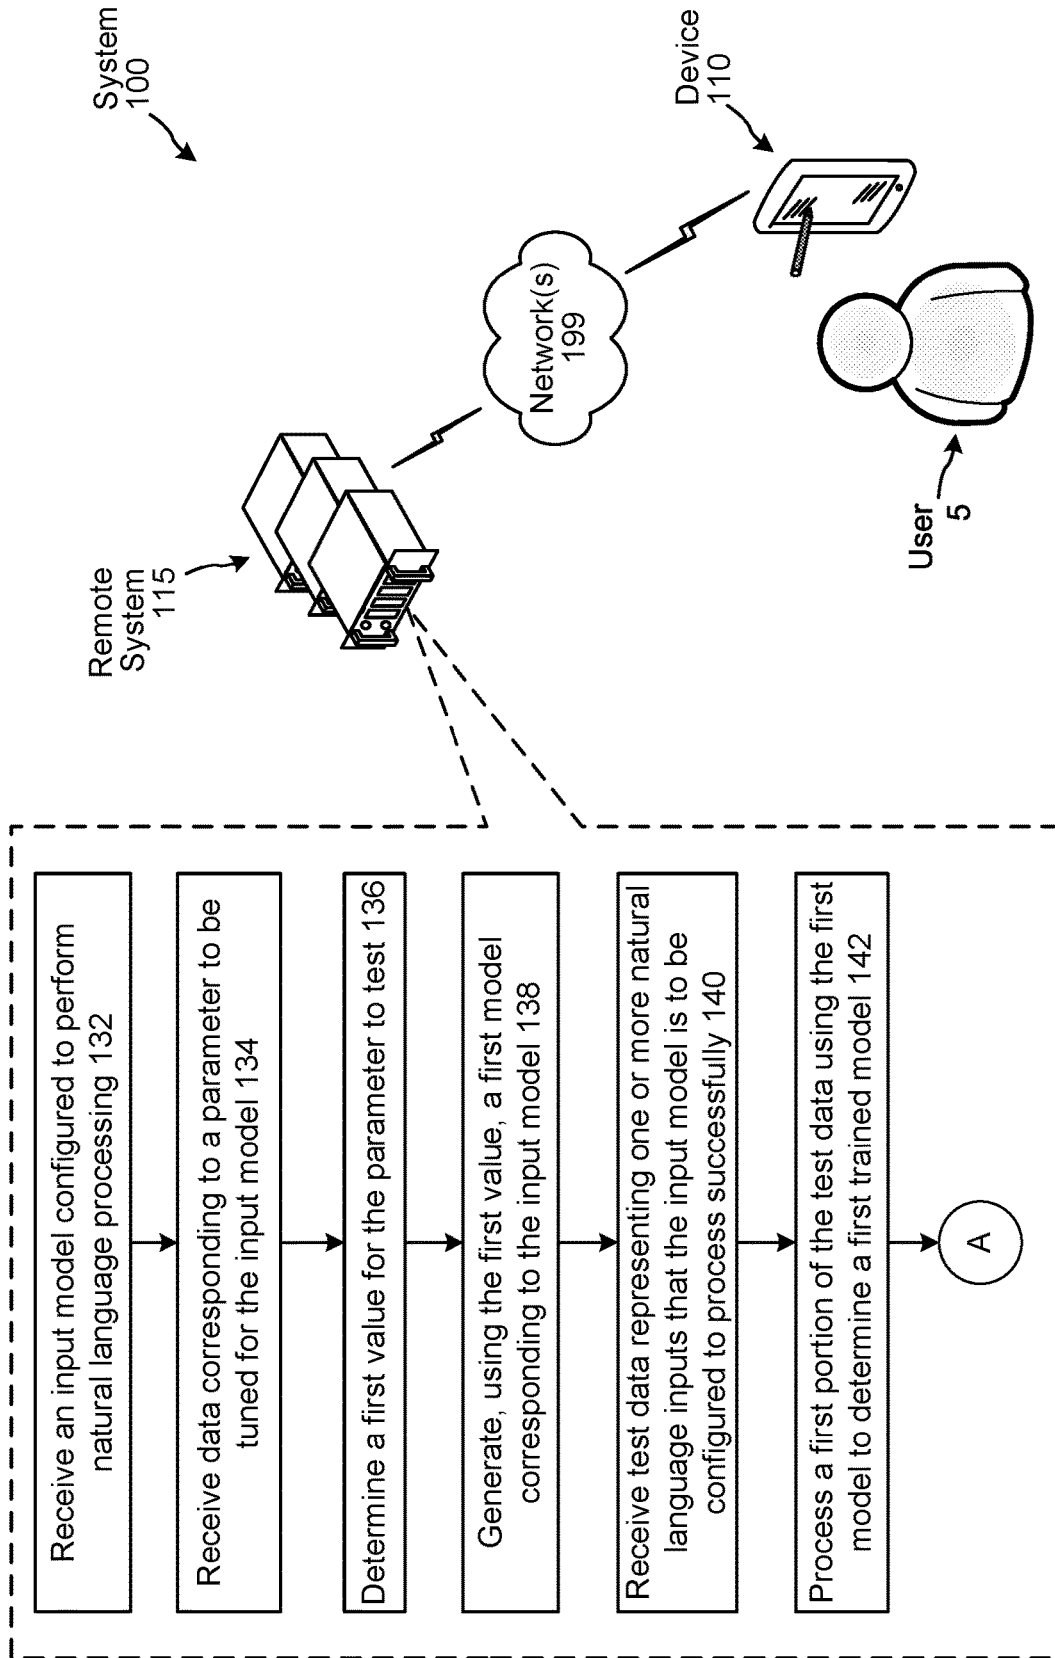 System
100
Remote
System
115
Network(s)
199
Device
110
User
5
Receive an input model configured to perform
natural language processing 132
Receive data corresponding to a parameter to be
tuned for the input model 134
Determine a first value for the parameter to test 136
Generate, using the first value, a first model
corresponding to the input model 138
Receive test data representing one or more natural
language inputs that the input model is to be
configured to process successfully 140
Process a first portion of the test data using the first
model to determine a first trained model 142
A